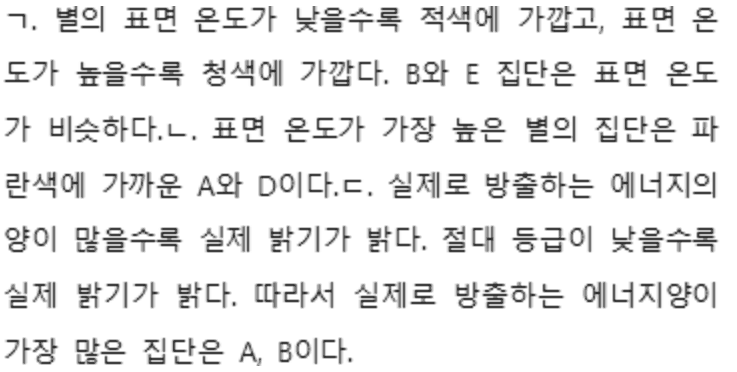 ㄱ. 별의 표면 온도가 낮을수록 적색에 가깝고, 표면 온
도가 높을수록 청색에 가깝다. B와 E 집단은 표면 온도
가 비슷하다.ㄴ. 표면 온도가 가장 높은 별의 집단은 파
란색에 가까운 A와 D이다.ㄷ. 실제로 방출하는 에너지의
양이 많을수록 실제 밝기가 밝다. 절대 등급이 낮을수록
실제 밝기가 밝다. 따라서 실제로 방출하는 에너지양이
가장 많은 집단은 A, B이다.